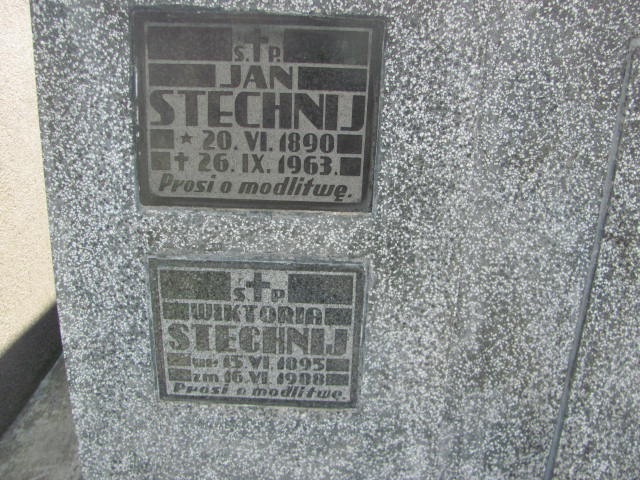 Ś.†P.
JAN
STECHNIJ
★ 20. VI. 1890
† 26. IX. 1963.
Prosi o modlitwę.
Ś.†P.
WIKTORIA
STECHNIJ
ur. 15. VI. 1895
zm. 16. VI. 1988
Prosi o modlitwę